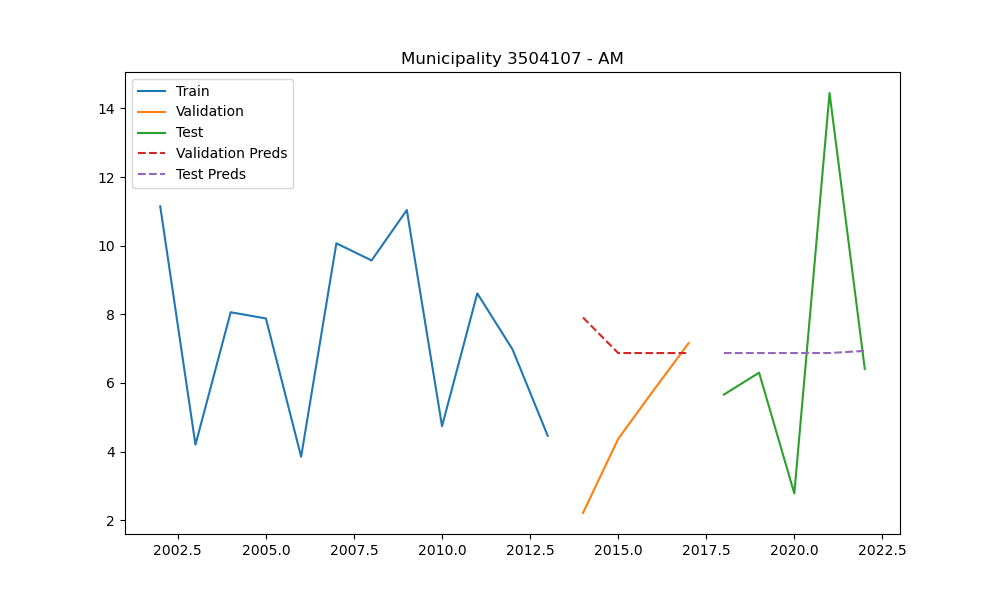 Municipality 3504107 - AM
Train
Validation
Test
Validation Preds
Test Preds
14
12
10
8
6
4
2
2002.5 2005.0 2007.5 2010.0 2012.5 2015.0 2017.5 2020.0 2022.5